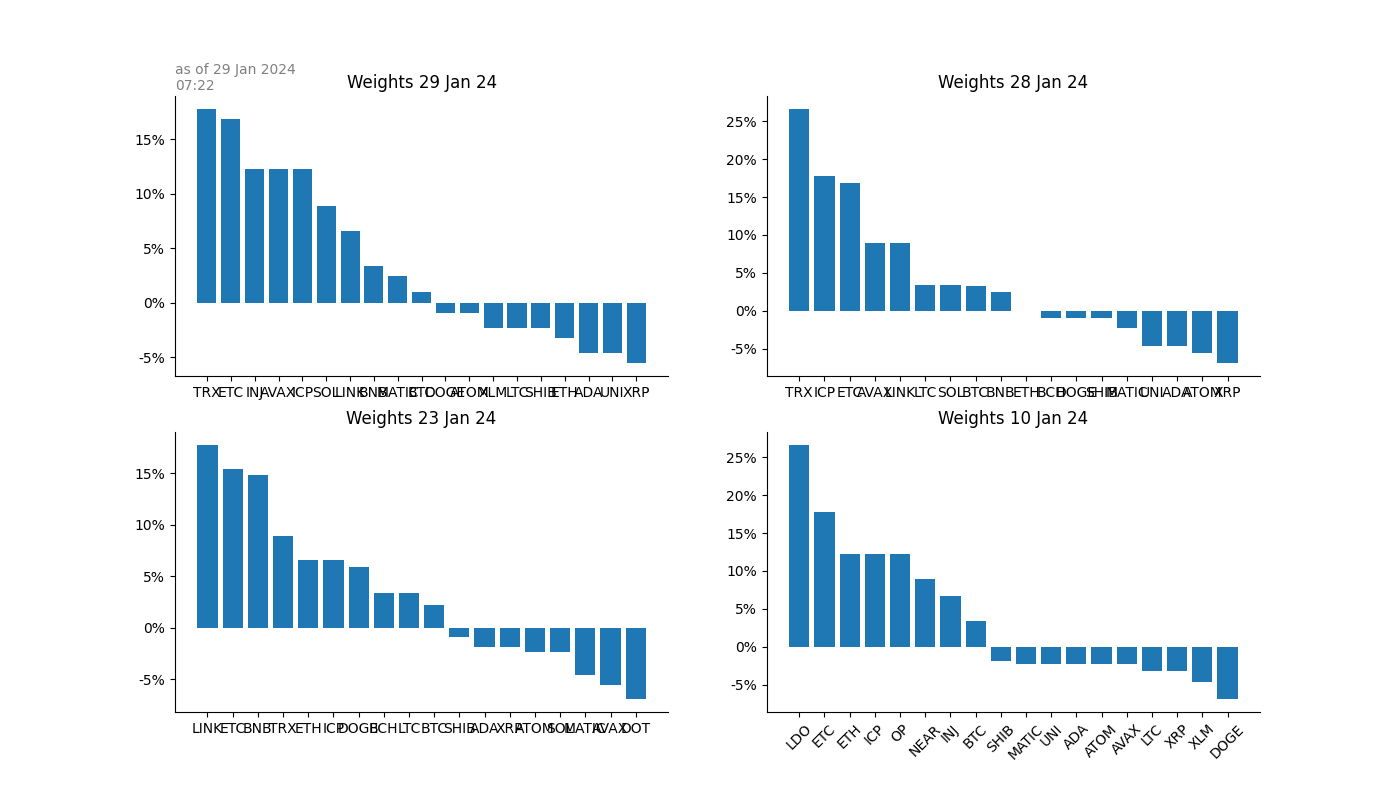 as of 29 Jan 2024
07:22
Weights 29 Jan 24
15%
10%
5%
0%
-5%
TRX ETC INJ AVAX ICP SOL LINK BNB MATIC BTC DOGE ATOM XLM LTC SHIB ETH ADA UNI XRP
Weights 28 Jan 24
25%
20%
15%
10%
5%
0%
-5%
TRX ICP ETC AVAX LINK LTC SOL BTC BNB ETH BCH DOGE SHIB MATIC UNI ADA ATOM XRP
Weights 23 Jan 24
15%
10%
5%
0%
-5%
LINK ETC BNB TRX ETH ICP DOGE BCH LTC BTC SHIB ADA XRP ATOM SOL MATIC AVAX DOT
Weights 10 Jan 24
25%
20%
15%
10%
5%
0%
-5%
LDO ETC ETH ICP OP NEAR INJ BTC SHIB MATIC UNI ADA ATOM AVAX LTC XRP XLM DOGE